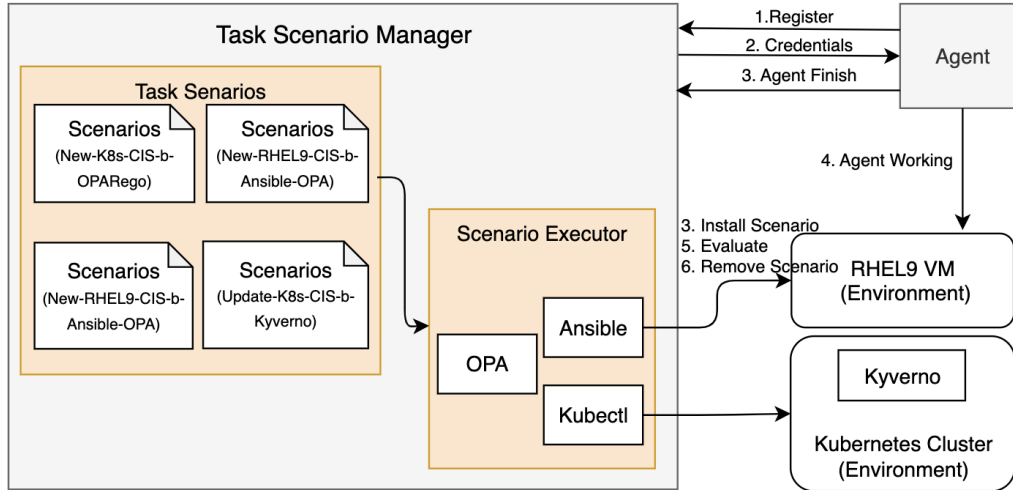 Task Scenario Manager
Task Senarios
Scenarios
(New-K8s-CIS-b-
OPARego)
Scenarios
(New-RHEL9-CIS-b-
Ansible-OPA)
Scenarios
(New-RHEL9-CIS-b-
Ansible-OPA)
Scenarios
(Update-K8s-CIS-b-
Kyverno)
Scenario Executor
OPA
Ansible
Kubectl
1.Register
2. Credentials
3. Agent Finish
Agent
4. Agent Working
3. Install Scenario
5. Evaluate
6. Remove Scenario
RHEL9 VM
(Environment)
Kyverno
Kubernetes Cluster
(Environment)